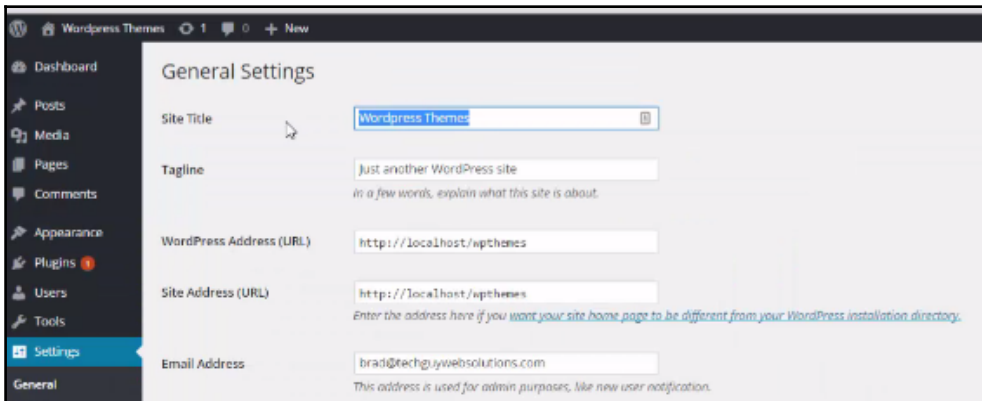 Wordpress Themes 1 0 + New
Dashboard
Posts
Media
Pages
Comments
Appearance
Plugins 1
Users
Tools
Settings
General
General Settings
Site Title Wordpress Themes
Tagline Just another WordPress site
In a few words, explain what this site is about.
WordPress Address (URL) http://localhost/wpthemes
Site Address (URL) http://localhost/wpthemes
Enter the address here if you want your site home page to be different from your WordPress installation directory.
Email Address brad@techguywebsolutions.com
This address is used for admin purposes, like new user notification.